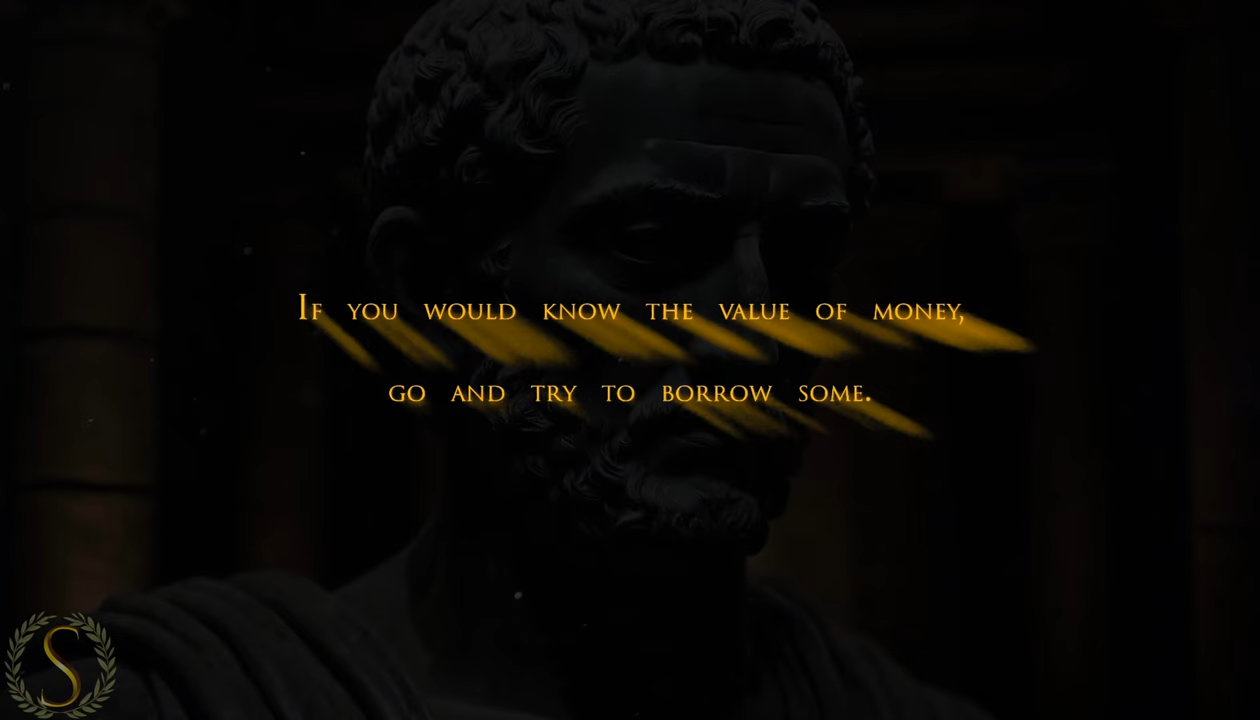 If you would know the value of money,
go and try to borrow some.
S